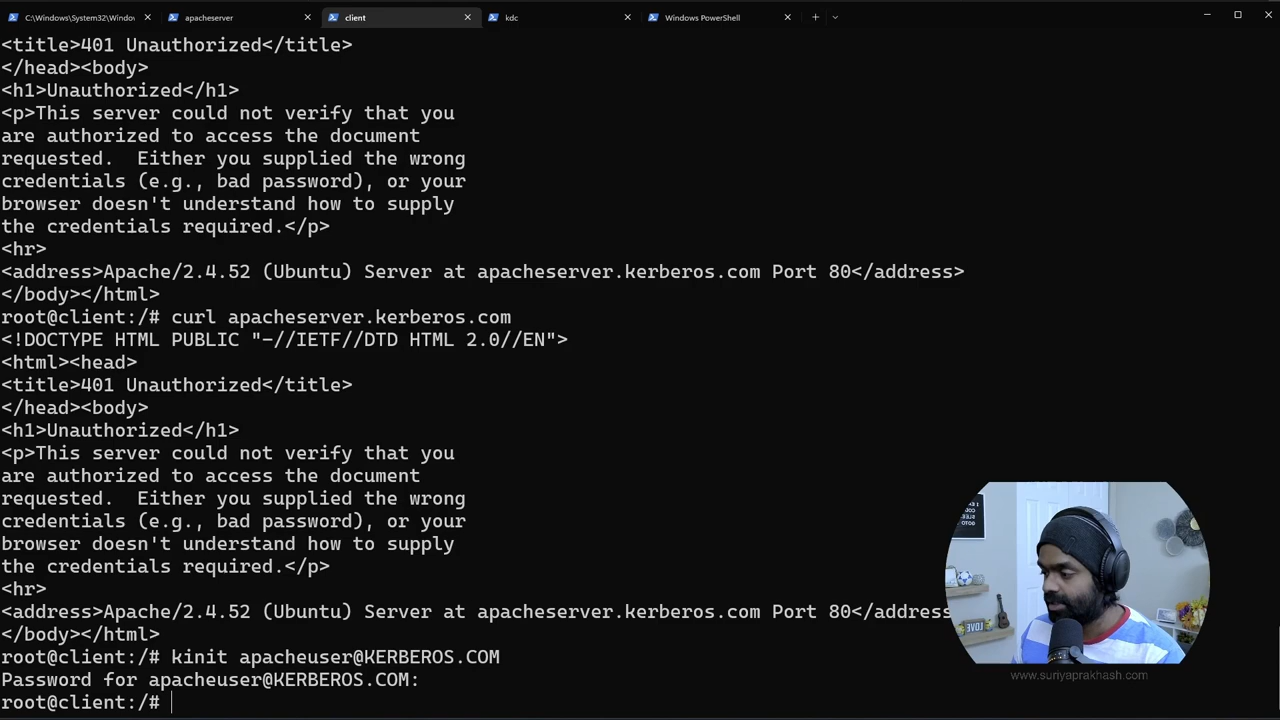 C:\Windows\System32\Windov
apacheserver
client
kdc
Windows PowerShell
<title>401 Unauthorized</title>
</head><body>
<h1>Unauthorized</h1>
<p>This server could not verify that you
are authorized to access the document
requested.  Either you supplied the wrong
credentials (e.g., bad password), or your
browser doesn't understand how to supply
the credentials required.</p>
<hr>
<address>Apache/2.4.52 (Ubuntu) Server at apacheserver.kerberos.com Port 80</address>
</body></html>
root@client:/# curl apacheserver.kerberos.com
<!DOCTYPE HTML PUBLIC "-//IETF//DTD HTML 2.0//EN">
<html><head>
<title>401 Unauthorized</title>
</head><body>
<h1>Unauthorized</h1>
<p>This server could not verify that you
are authorized to access the document
requested.  Either you supplied the wrong
credentials (e.g., bad password), or your
browser doesn't understand how to supply
the credentials required.</p>
<hr>
<address>Apache/2.4.52 (Ubuntu) Server at apacheserver.kerberos.com Port 80</address
</body></html>
root@client:/# kinit apacheuser@KERBEROS.COM
Password for apacheuser@KERBEROS.COM:
root@client:/#
LOVE
www.suriyaprakhash.com